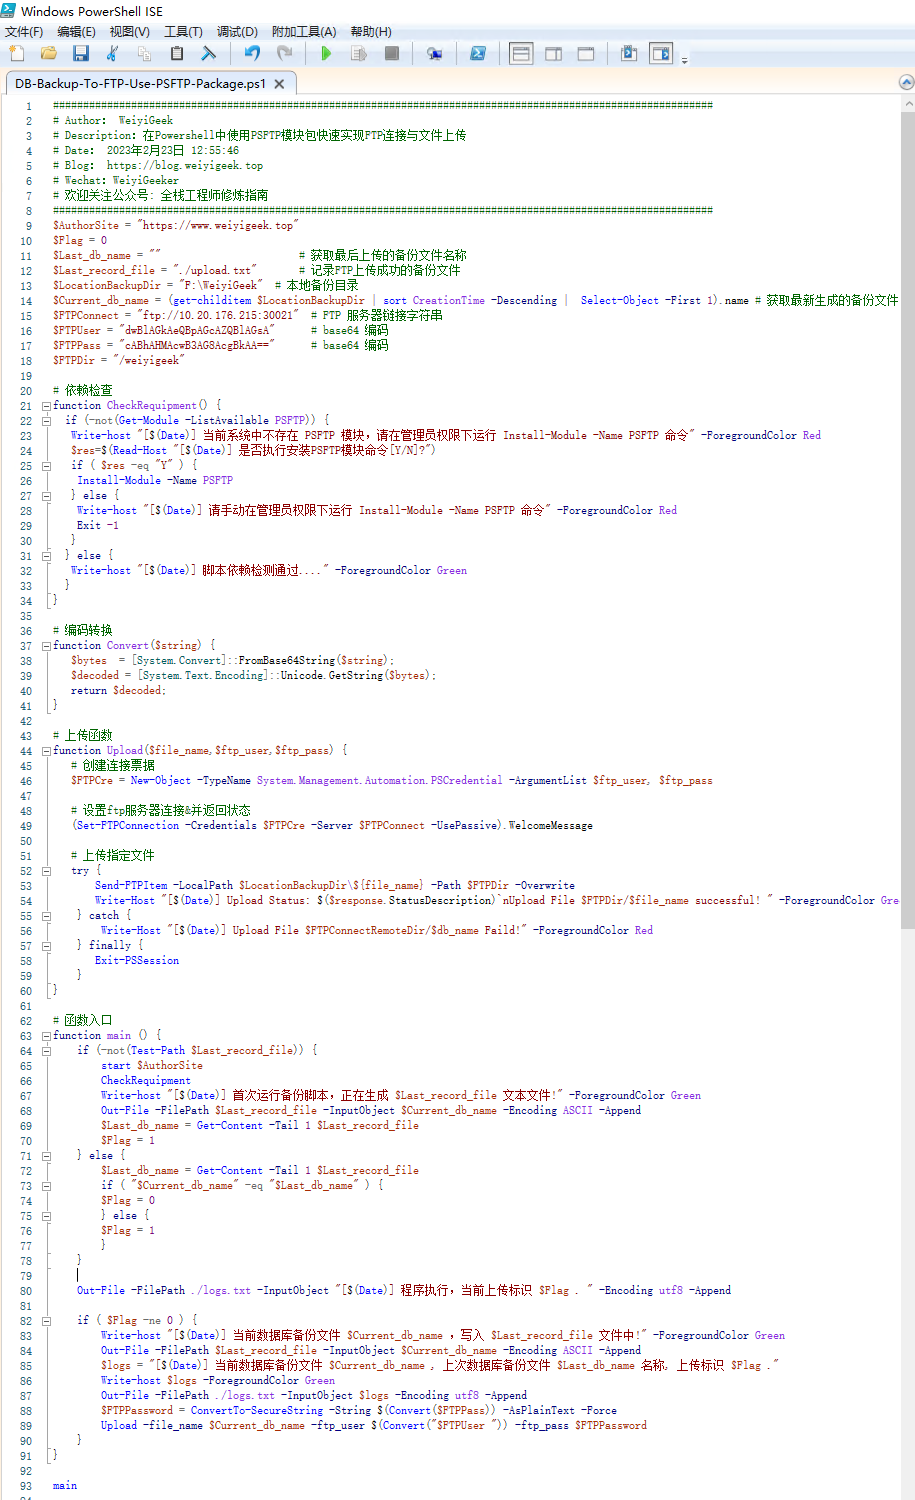 Windows PowerShell ISE
文件(F) 编辑(E) 视图(V) 工具(T) 调试(D) 附加工具(A) 帮助(H)
DB-Backup-To-FTP-Use-PSFTP-Package.ps1
1 ##############################################################################################################
2 # Author: WeiyiGeek
3 # Description: 在Powershell中使用PSFTP模块包快速实现FTP连接与文件上传
4 # Date: 2023年2月23日 12:55:46
5 # Blog: https://blog.weiyigeek.top
6 # Wechat: WeiyiGeeker
7 # 欢迎关注公众号: 全栈工程师修炼指南
8 ##############################################################################################################
9 $AuthorSite = "https://www.weiyigeek.top"
10 $Flag = 0
11 $Last_db_name = "" # 获取最后上传的备份文件名称
12 $Last_record_file = "./upload.txt" # 记录FTP上传成功的备份文件
13 $LocationBackupDir = "F:\WeiyiGeek" # 本地备份目录
14 $Current_db_name = (get-childitem $LocationBackupDir | sort CreationTime -Descending | Select-Object -First 1).name # 获取最新生成的备份文件
15 $FTPConnect = "ftp://10.20.176.215:30021" # FTP 服务器链接字符串
16 $FTPUser = "dwBlAGkAeQBpAGcAZQBlAGsA" # base64 编码
17 $FTPPass = "cABhAHMAcwB3AG8AcgBkAA==" # base64 编码
18 $FTPDir = "/weiyigeek"
19
20 # 依赖检查
21 function CheckRequipment() {
22 if (-not(Get-Module -ListAvailable PSFTP)) {
23 Write-host "[$(Date)] 当前系统中不存在 PSFTP 模块，请在管理员权限下运行 Install-Module -Name PSFTP 命令" -ForegroundColor Red
24 $res=$(Read-Host "[$(Date)] 是否执行安装PSFTP模块命令[Y/N]?")
25 if ( $res -eq "Y" ) {
26 Install-Module -Name PSFTP
27 } else {
28 Write-host "[$(Date)] 请手动在管理员权限下运行 Install-Module -Name PSFTP 命令" -ForegroundColor Red
29 Exit -1
30 }
31 } else {
32 Write-host "[$(Date)] 脚本依赖检测通过...." -ForegroundColor Green
33 }
34 }
35
36 # 编码转换
37 function Convert($string) {
38 $bytes = [System.Convert]::FromBase64String($string);
39 $decoded = [System.Text.Encoding]::Unicode.GetString($bytes);
40 return $decoded;
41 }
42
43 # 上传函数
44 function Upload($file_name,$ftp_user,$ftp_pass) {
45 # 创建连接票据
46 $FTPCre = New-Object -TypeName System.Management.Automation.PSCredential -ArgumentList $ftp_user, $ftp_pass
47
48 # 设置ftp服务器连接&并返回状态
49 (Set-FTPConnection -Credentials $FTPCre -Server $FTPConnect -UsePassive).WelcomeMessage
50
51 # 上传指定文件
52 try {
53 Send-FTPItem -LocalPath $LocationBackupDir\${file_name} -Path $FTPDir -Overwrite
54 Write-Host "[$(Date)] Upload Status: $($response.StatusDescription)`nUpload File $FTPDir/$file_name successful! " -ForegroundColor Gre
55 } catch {
56 Write-Host "[$(Date)] Upload File $FTPConnectRemoteDir/$db_name Faild!" -ForegroundColor Red
57 } finally {
58 Exit-PSSession
59 }
60 }
61
62 # 函数入口
63 function main () {
64 if (-not(Test-Path $Last_record_file)) {
65 start $AuthorSite
66 CheckRequipment
67 Write-host "[$(Date)] 首次运行备份脚本，正在生成 $Last_record_file 文本文件!" -ForegroundColor Green
68 Out-File -FilePath $Last_record_file -InputObject $Current_db_name -Encoding ASCII -Append
69 $Last_db_name = Get-Content -Tail 1 $Last_record_file
70 $Flag = 1
71 } else {
72 $Last_db_name = Get-Content -Tail 1 $Last_record_file
73 if ( "$Current_db_name" -eq "$Last_db_name" ) {
74 $Flag = 0
75 } else {
76 $Flag = 1
77 }
78 }
79
80 Out-File -FilePath ./logs.txt -InputObject "[$(Date)] 程序执行，当前上传标识 $Flag . " -Encoding utf8 -Append
81
82 if ( $Flag -ne 0 ) {
83 Write-host "[$(Date)] 当前数据库备份文件 $Current_db_name ，写入 $Last_record_file 文件中!" -ForegroundColor Green
84 Out-File -FilePath $Last_record_file -InputObject $Current_db_name -Encoding ASCII -Append
85 $logs = "[$(Date)] 当前数据库备份文件 $Current_db_name , 上次数据库备份文件 $Last_db_name 名称, 上传标识 $Flag ."
86 Write-host $logs -ForegroundColor Green
87 Out-File -FilePath ./logs.txt -InputObject $logs -Encoding utf8 -Append
88 $FTPPassword = ConvertTo-SecureString -String $(Convert($FTPPass)) -AsPlainText -Force
89 Upload -file_name $Current_db_name -ftp_user $(Convert("$FTPUser ")) -ftp_pass $FTPPassword
90 }
91 }
92
93 main